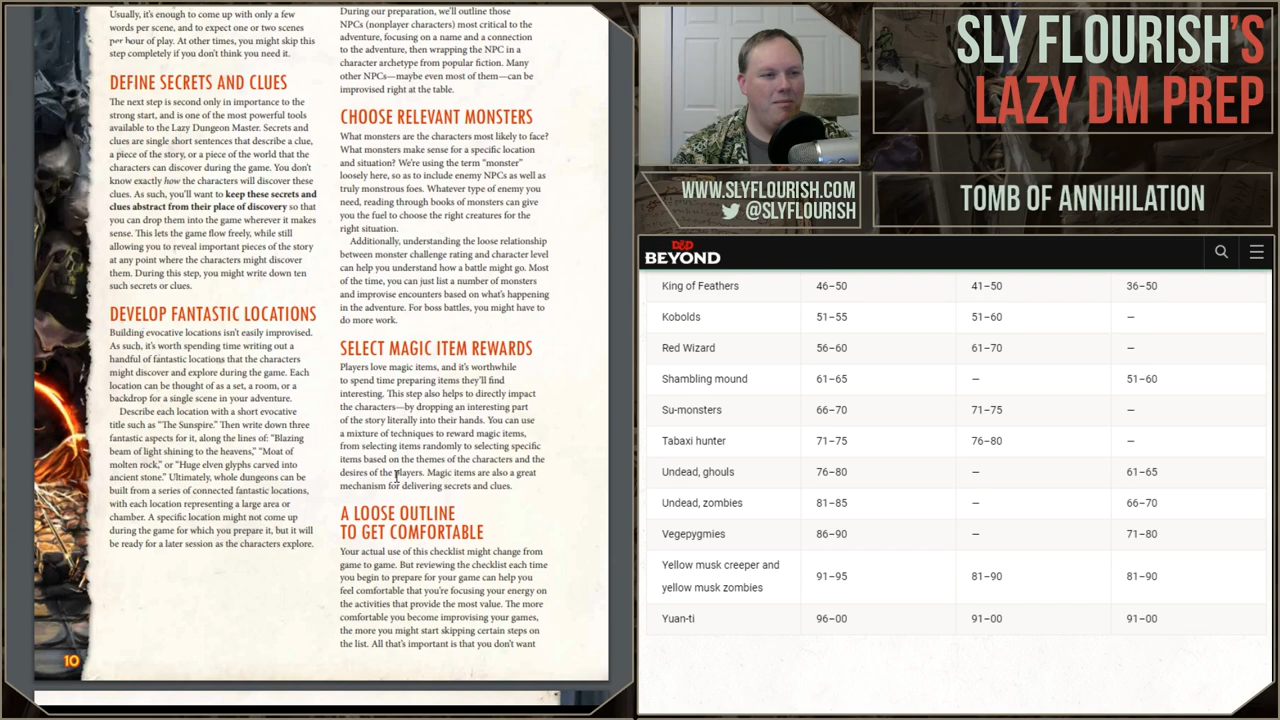 Usually, it's enough to come up with only a few
words per scene, and to expect one or two scenes
per hour of play. At other times, you might skip this
step completely if you don't think you need it.
DEFINE SECRETS AND CLUES
The next step is second only in importance to the
strong start, and is one of the most powerful tools
available to the Lazy Dungeon Master. Secrets and
clues are single short sentences that describe a clue,
a piece of the story, or a piece of the world that the
characters can discover during the game. You don't
know exactly how the characters will discover these
clues. As such, you'll want to keep these secrets and
clues abstract from their place of discovery so that
you can drop them into the game wherever it makes
sense. This lets the game flow freely, while still
allowing you to reveal important pieces of the story
at any point where the characters might discover
them. During this step, you might write down ten
such secrets or clues.
DEVELOP FANTASTIC LOCATIONS
Building evocative locations isn't easily improvised.
As such, it's worth spending time writing out a
handful of fantastic locations that the characters
might discover and explore during the game. Each
location can be thought of as a set, a room, or a
backdrop for a single scene in your adventure.
Describe each location with a short evocative
title such as "The Sunspire." Then write down three
fantastic aspects for it, along the lines of: "Blazing
beam of light shining to the heavens," "Moat of
molten rock," or "Huge elven glyphs carved into
ancient stone." Ultimately, whole dungeons can be
built from a series of connected fantastic locations,
with each location representing a large area or
chamber. A specific location might not come up
during the game for which you prepare it, but it will
be ready for a later session as the characters explore.
10
During our preparation, we'll outline those
NPCs (nonplayer characters) most critical to the
adventure, focusing on a name and a connection
to the adventure, then wrapping the NPC in a
character archetype from popular fiction. Many
other NPCs—maybe even most of them—can be
improvised right at the table.
CHOOSE RELEVANT MONSTERS
What monsters are the characters most likely to face?
What monsters make sense for a specific location
and situation? We're using the term "monster"
loosely here, so as to include enemy NPCs as well as
truly monstrous foes. Whatever type of enemy you
need, reading through books of monsters can give
you the fuel to choose the right creatures for the
right situation.
Additionally, understanding the loose relationship
between monster challenge rating and character level
can help you understand how a battle might go. Most
of the time, you can just list a number of monsters
and improvise encounters based on what's happening
in the adventure. For boss battles, you might have to
do more work.
SELECT MAGIC ITEM REWARDS
Players love magic items, and it's worthwhile
to spend time preparing items they'll find
interesting. This step also helps to directly impact
the characters—by dropping an interesting part
of the story literally into their hands. You can use
a mixture of techniques to reward magic items,
from selecting items randomly to selecting specific
items based on the themes of the characters and the
desires of the players. Magic items are also a great
mechanism for delivering secrets and clues.
A LOOSE OUTLINE
TO GET COMFORTABLE
Your actual use of this checklist might change from
game to game. But reviewing the checklist each time
you begin to prepare for your game can help you
feel comfortable that you're focusing your energy on
the activities that provide the most value. The more
comfortable you become improvising your games,
the more you might start skipping certain steps on
the list. All that's important is that you don't want
SLY FLOURISH'S
LAZY DM PREP
WWW.SLYFLOURISH.COM
@SLYFLOURISH
TOMB OF ANNIHILATION
D&D
BEYOND
King of Feathers 46–50 41–50 36–50
Kobolds 51–55 51–60 —
Red Wizard 56–60 61–70 —
Shambling mound 61–65 — 51–60
Su-monsters 66–70 71–75 —
Tabaxi hunter 71–75 76–80 —
Undead, ghouls 76–80 — 61–65
Undead, zombies 81–85 — 66–70
Vegepygmies 86–90 — 71–80
Yellow musk creeper and
yellow musk zombies 91–95 81–90 81–90
Yuan-ti 96–00 91–00 91–00